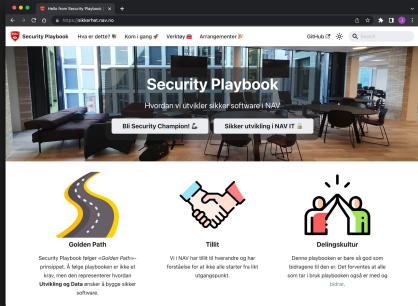 Hello from Security Playbook |
https://sikkerhet.nav.no
Security Playbook Hva er dette? Kom i gang Verktøy Arrangementer GitHub Search
Security Playbook
Hvordan vi utvikler sikker software i NAV
Bli Security Champion! Sikker utvikling i NAV IT
Golden Path
Security Playbook følger «Golden Path»-
prinsippet. Å følge playbooken er ikke et
krav, men den representerer hvordan
Utvikling og Data ønsker å bygge sikker
software.
Tillit
Vi i NAV har tillit til hverandre og har
forståelse for at ikke alle starter fra likt
utgangspunkt.
Delingskultur
Denne playbooken er bare så god som
bidragene til den er. Det forventes at alle
som tar i bruk playbooken også er med og
bidrar.